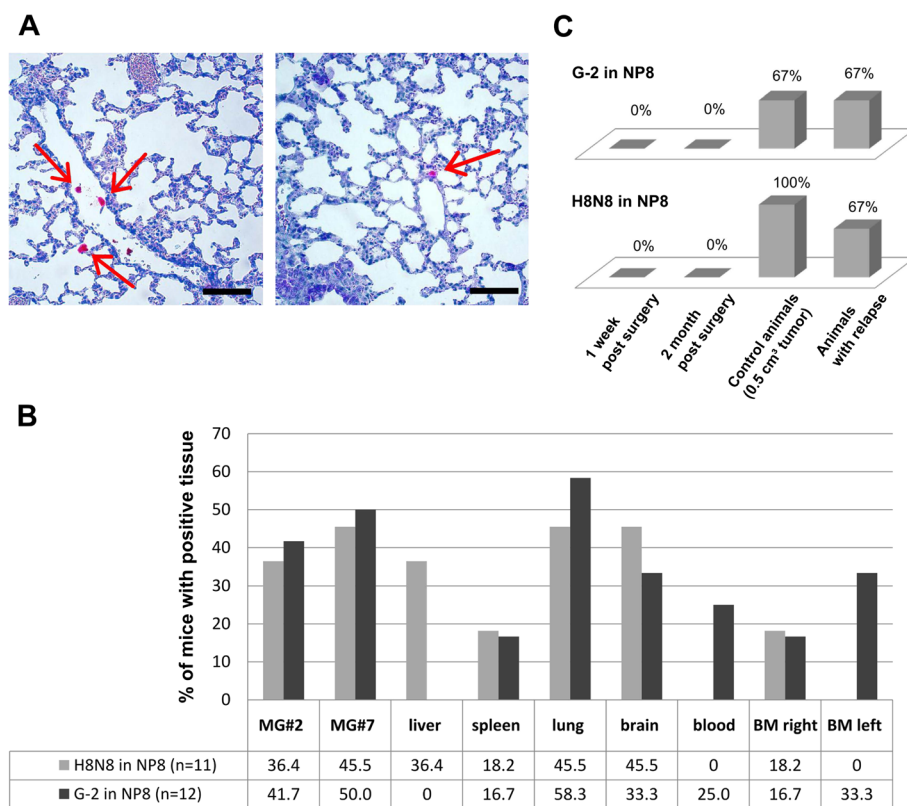 A
C
G-2 in NP8
0%
0%
67%
67%
H8N8 in NP8
0%
0%
100%
67%
1 week
post surgery
2 month
post surgery
Control animals
(0.5 cm³ tumor)
Animals
with relapse
B
% of mice with positive tissue
70
60
50
40
30
20
10
0
MG#2 MG#7 liver spleen lung brain blood BM right BM left
H8N8 in NP8 (n=11) 36.4 45.5 36.4 18.2 45.5 45.5 0 18.2 0
G-2 in NP8 (n=12) 41.7 50.0 0 16.7 58.3 33.3 25.0 16.7 33.3